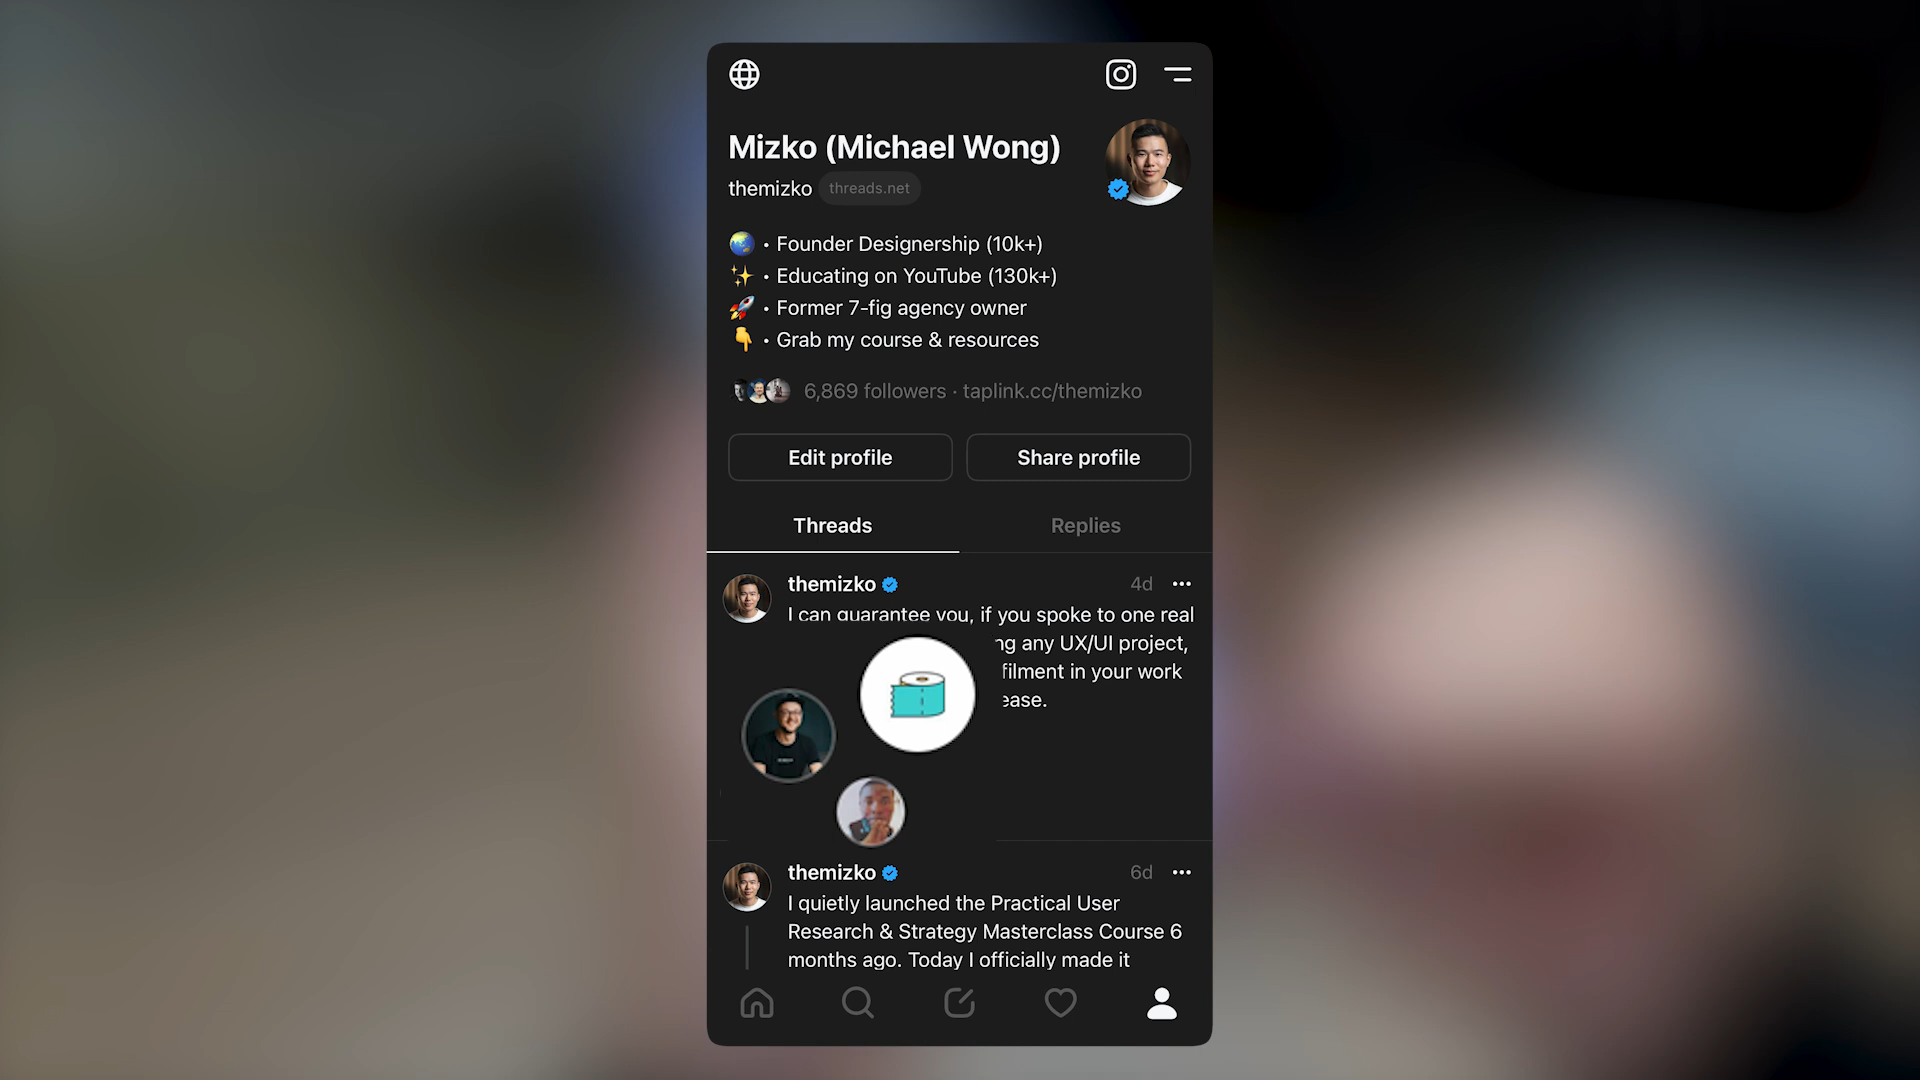 Mizko (Michael Wong)
themizko threads.net
• Founder Designership (10k+)
• Educating on YouTube (130k+)
• Former 7-fig agency owner
• Grab my course & resources
6,869 followers · taplink.cc/themizko
Edit profile
Share profile
Threads
Replies
themizko 4d
I can guarantee you, if you spoke to one real
any UX/UI project,
in your work
themizko 6d
I quietly launched the Practical User
Research & Strategy Masterclass Course 6
months ago. Today I officially made it